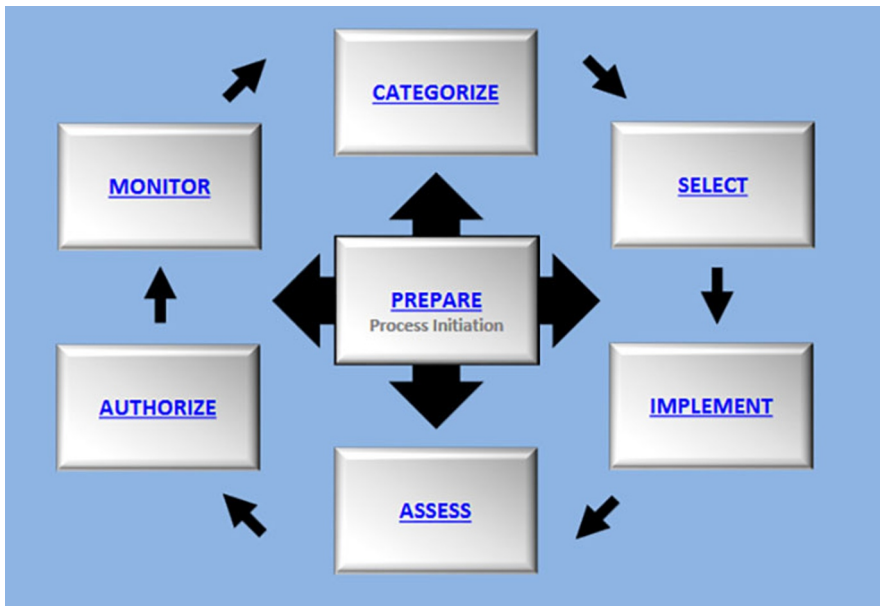 CATEGORIZE
MONITOR
SELECT
PREPARE
Process Initiation
AUTHORIZE
IMPLEMENT
ASSESS